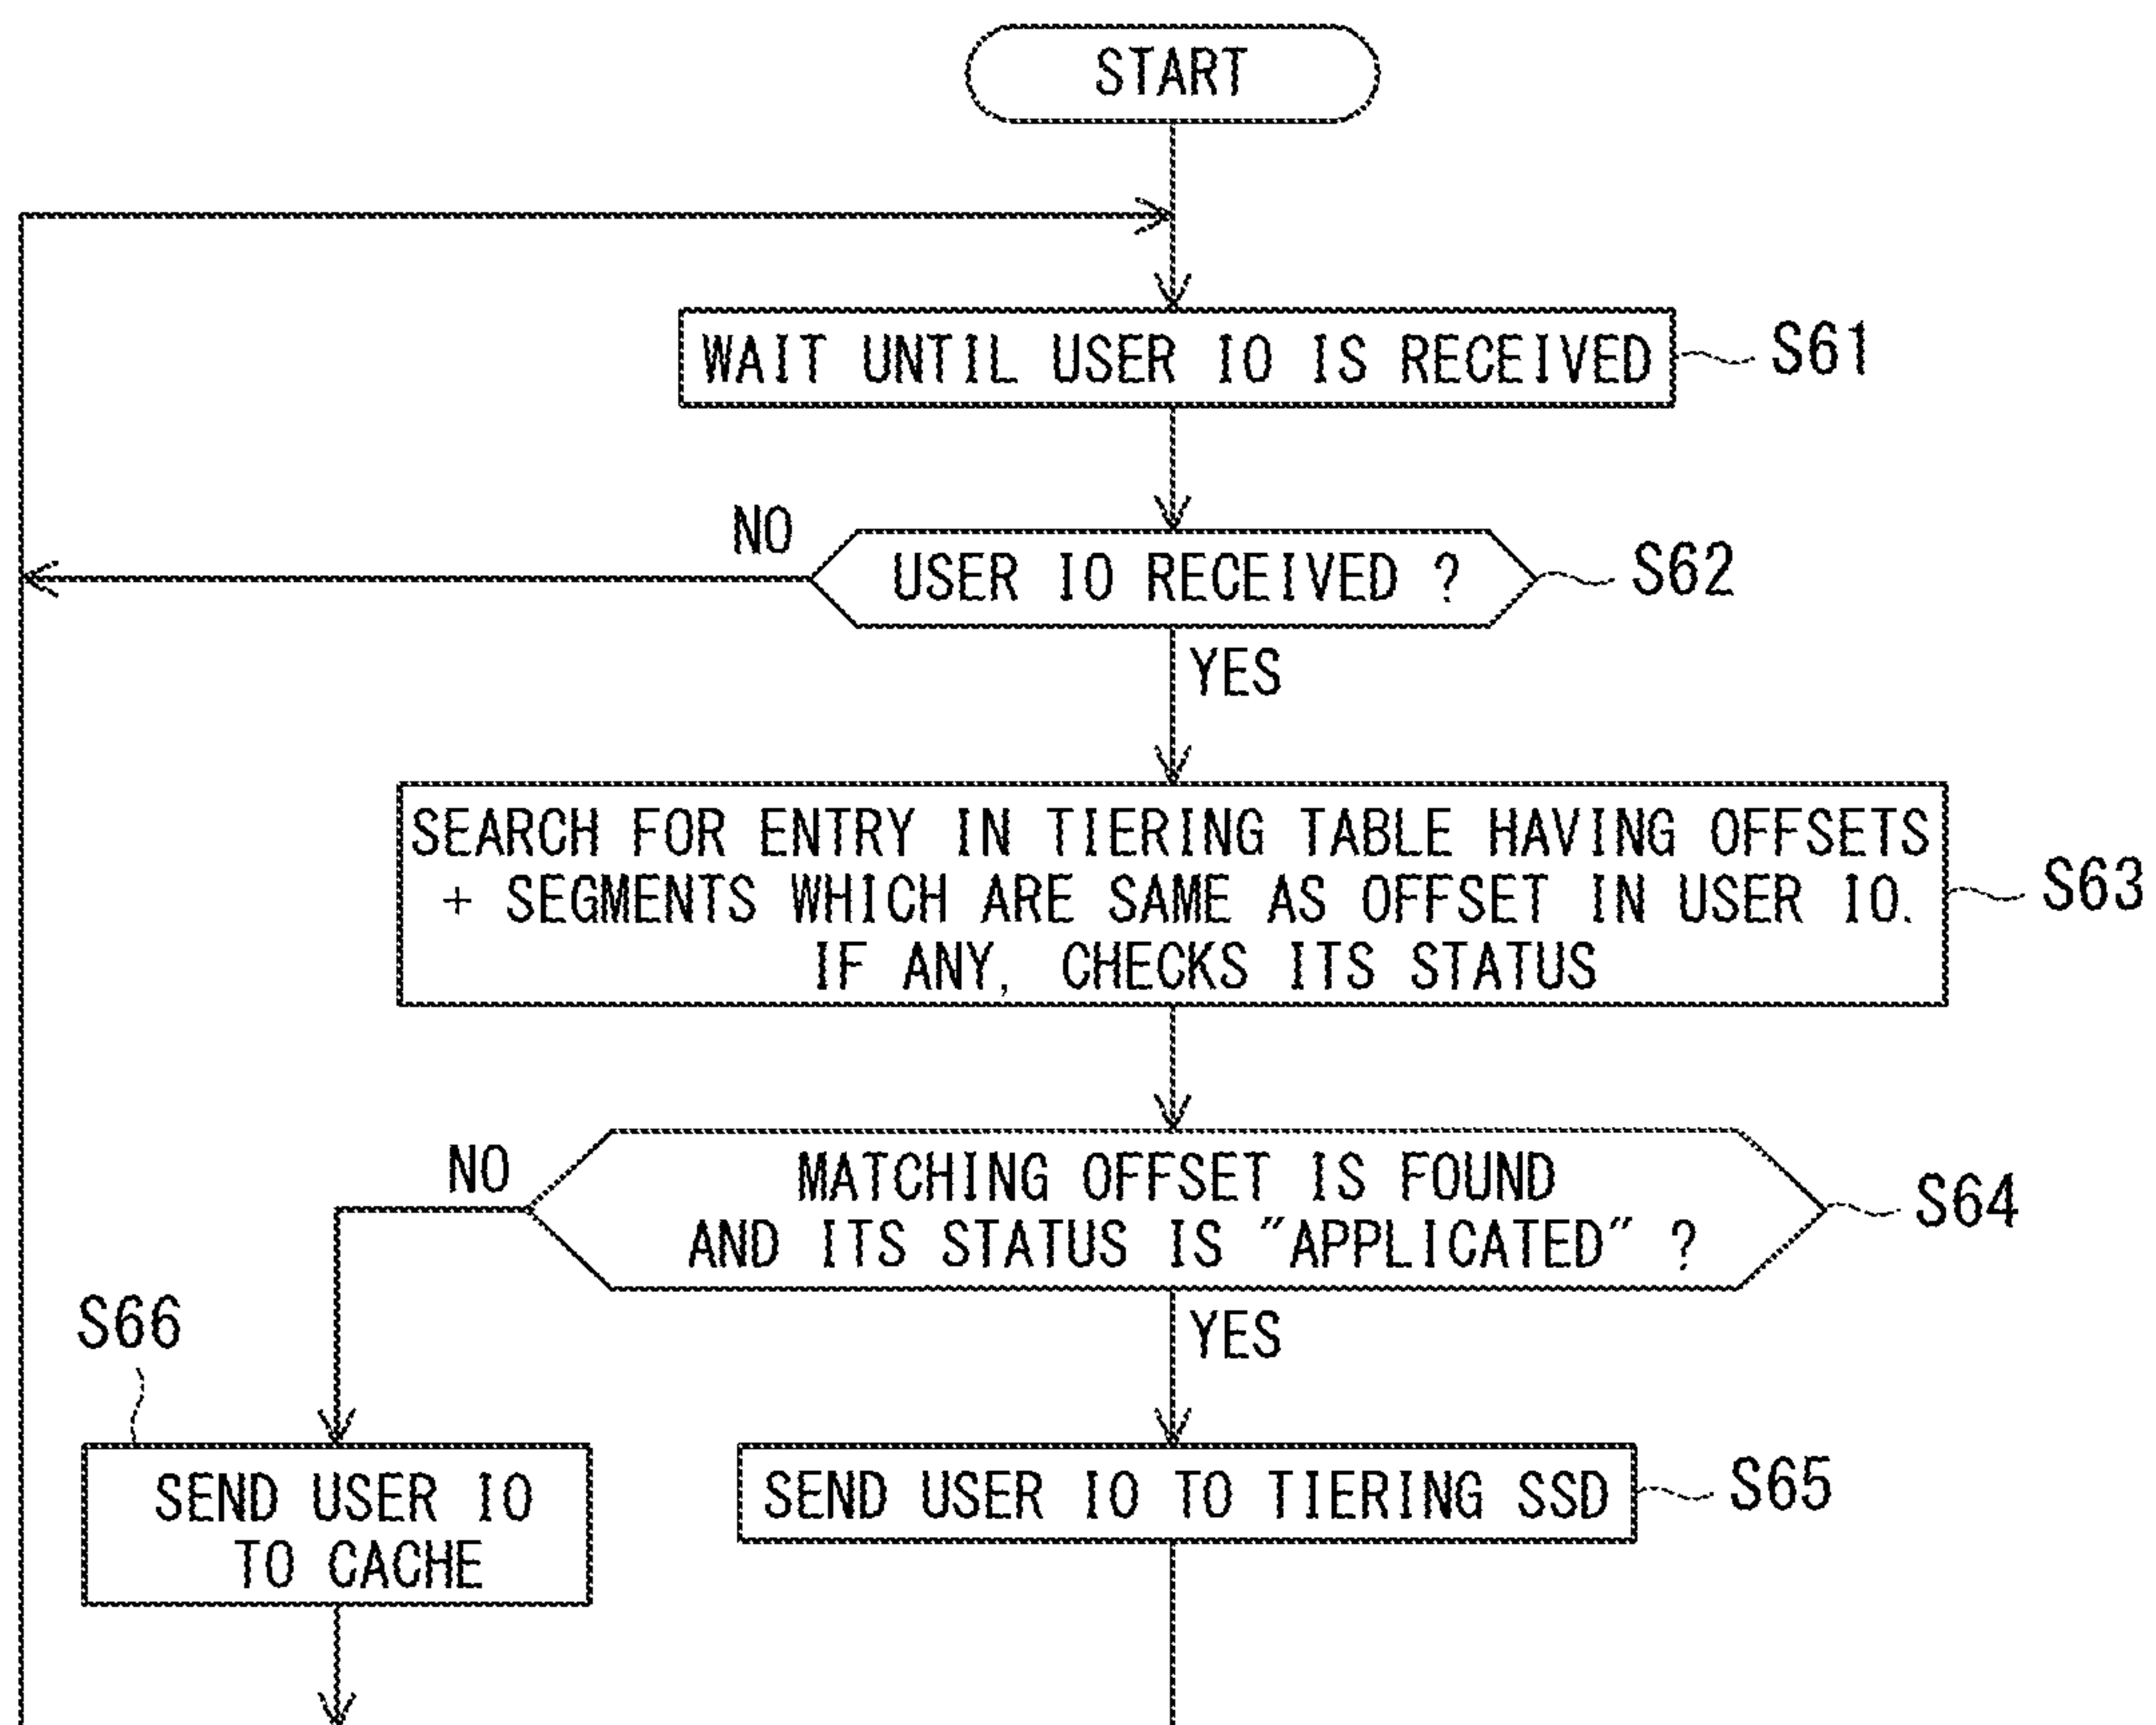 START
WAIT UNTIL USER IO IS RECEIVED
S61
NO
USER IO RECEIVED ?
S62
YES
SEARCH FOR ENTRY IN TIERING TABLE HAVING OFFSETS
+ SEGMENTS WHICH ARE SAME AS OFFSET IN USER IO.
IF ANY, CHECKS ITS STATUS
S63
NO
MATCHING OFFSET IS FOUND
AND ITS STATUS IS "APPLICATED" ?
S64
YES
S66
SEND USER IO
TO CACHE
SEND USER IO TO TIERING SSD
S65